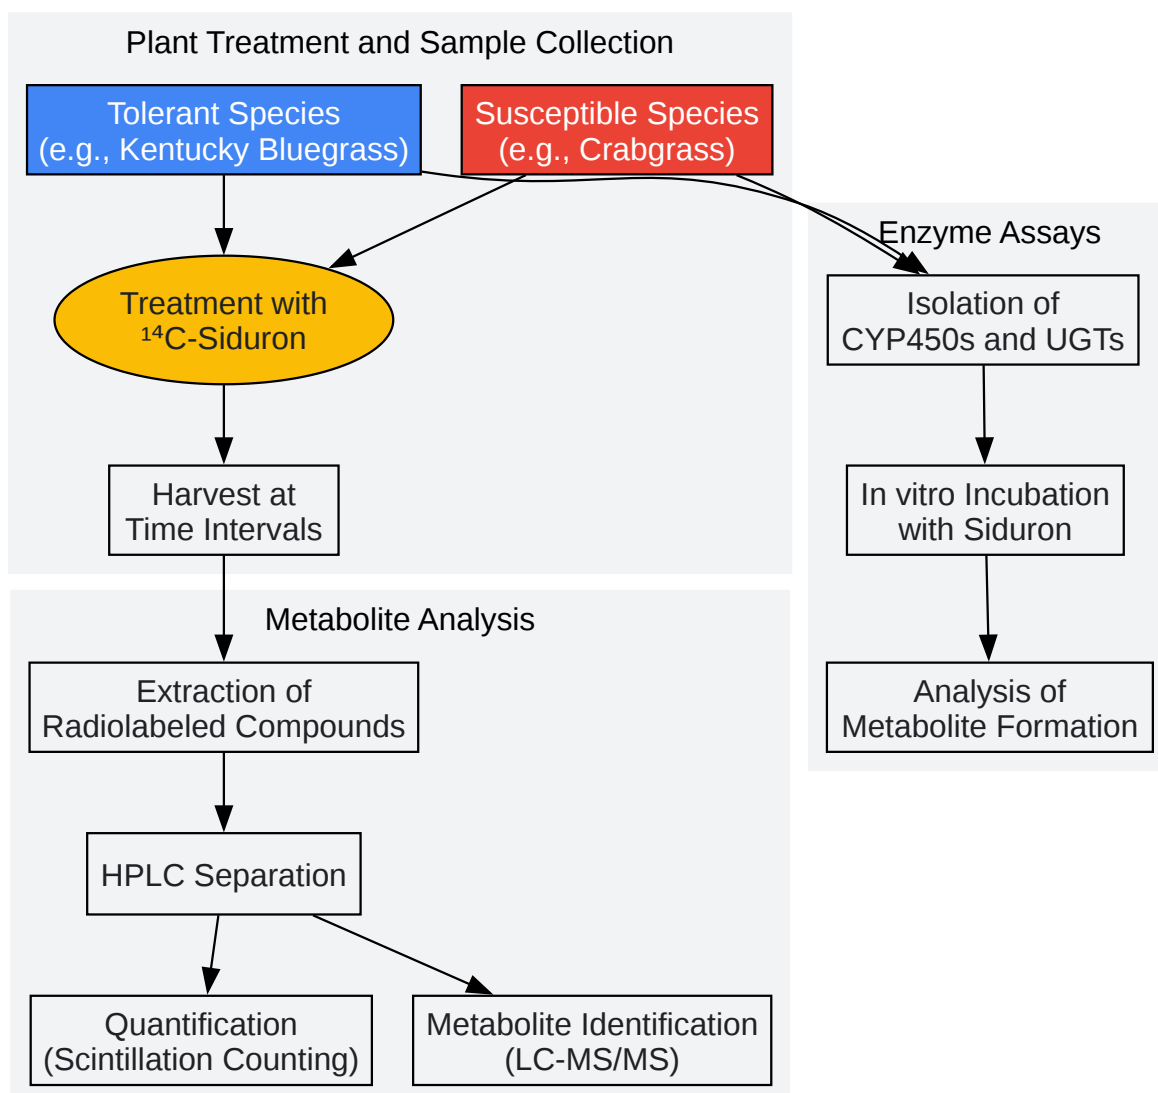 Plant Treatment and Sample Collection
Tolerant Species
(e.g., Kentucky Bluegrass)
Susceptible Species
(e.g., Crabgrass)
Treatment with
¹⁴C-Siduron
Harvest at
Time Intervals
Metabolite Analysis
Extraction of
Radiolabeled Compounds
HPLC Separation
Quantification
(Scintillation Counting)
Metabolite Identification
(LC-MS/MS)
Enzyme Assays
Isolation of
CYP450s and UGTs
In vitro Incubation
with Siduron
Analysis of
Metabolite Formation